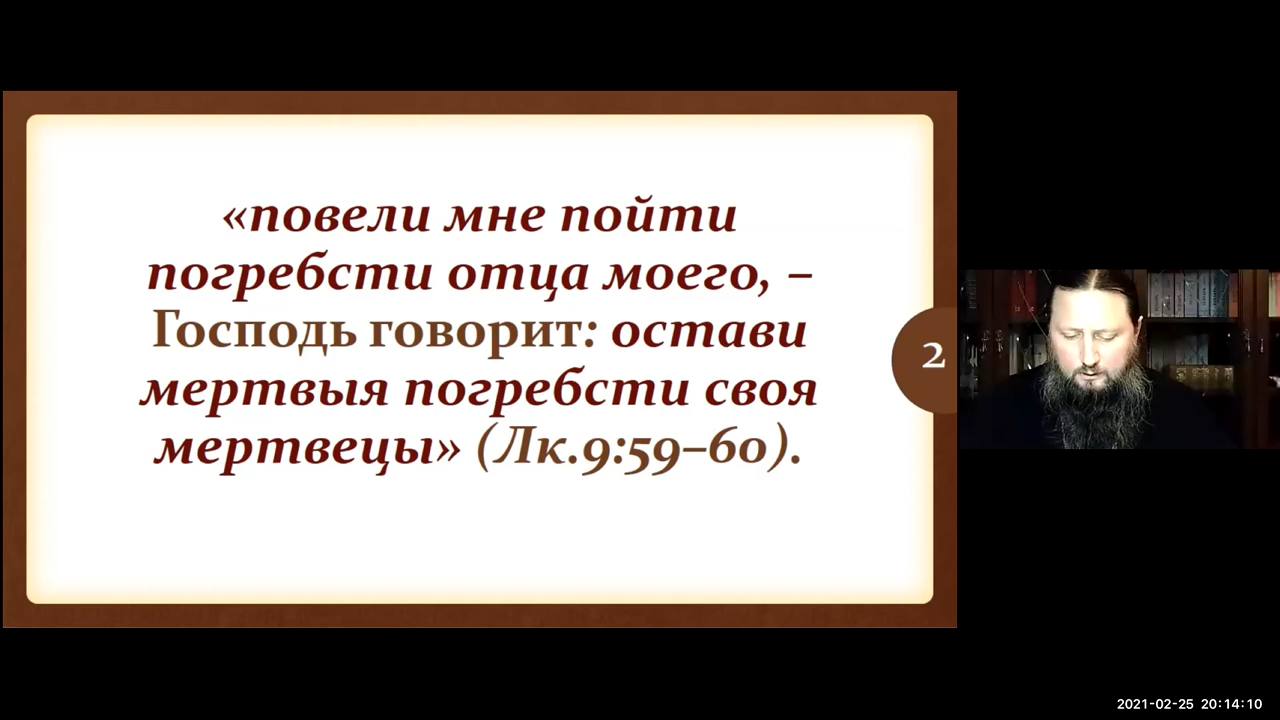 «повели мне пойти
погребсти отца моего, –
Господь говорит: остави
мертвыя погребсти своя
мертвецы» (Лк.9:59–60).
2
2021-02-25 20:14:10